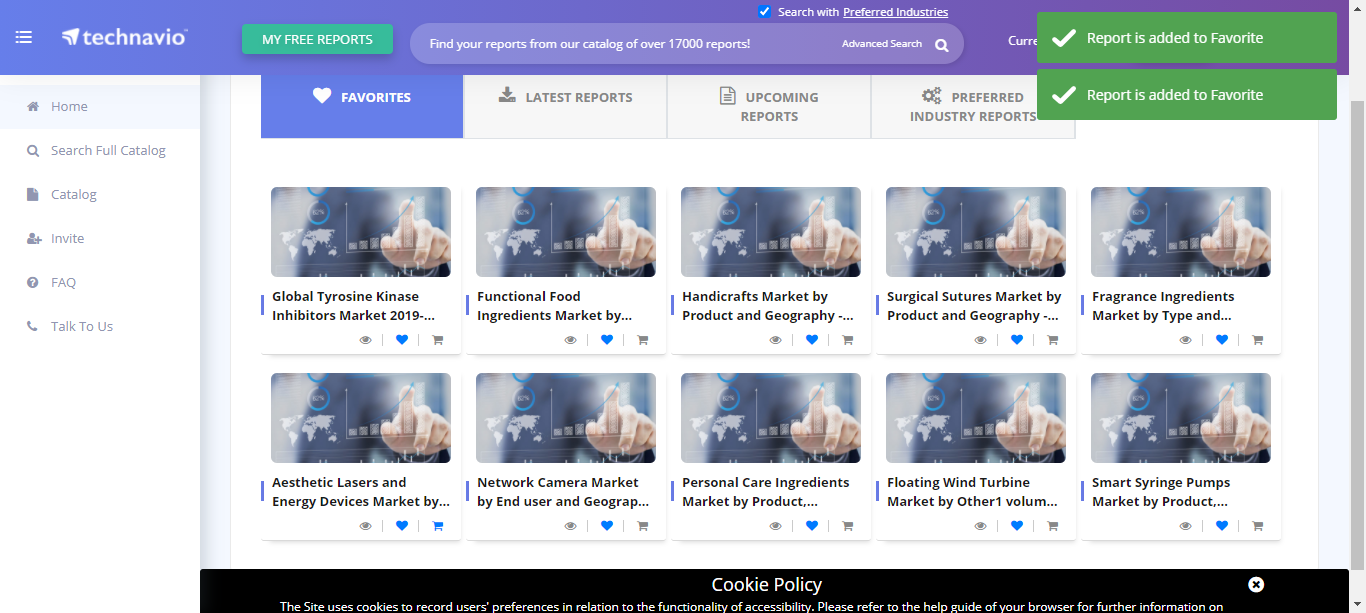 Search with Preferred Industries
technavio
MY FREE REPORTS
Find your reports from our catalog of over 17000 reports!
Advanced Search
Curre
Report is added to Favorite
Report is added to Favorite
Home
Search Full Catalog
Catalog
Invite
FAQ
Talk To Us
FAVORITES
LATEST REPORTS
UPCOMING
REPORTS
PREFERRED
INDUSTRY REPORTS
Global Tyrosine Kinase
Inhibitors Market 2019-...
Functional Food
Ingredients Market by...
Handicrafts Market by
Product and Geography -...
Surgical Sutures Market by
Product and Geography -...
Fragrance Ingredients
Market by Type and...
Aesthetic Lasers and
Energy Devices Market by...
Network Camera Market
by End user and Geograp...
Personal Care Ingredients
Market by Product,...
Floating Wind Turbine
Market by Other1 volum...
Smart Syringe Pumps
Market by Product,...
Cookie Policy
The Site uses cookies to record users' preferences in relation to the functionality of accessibility. Please refer to the help guide of your browser for further information on